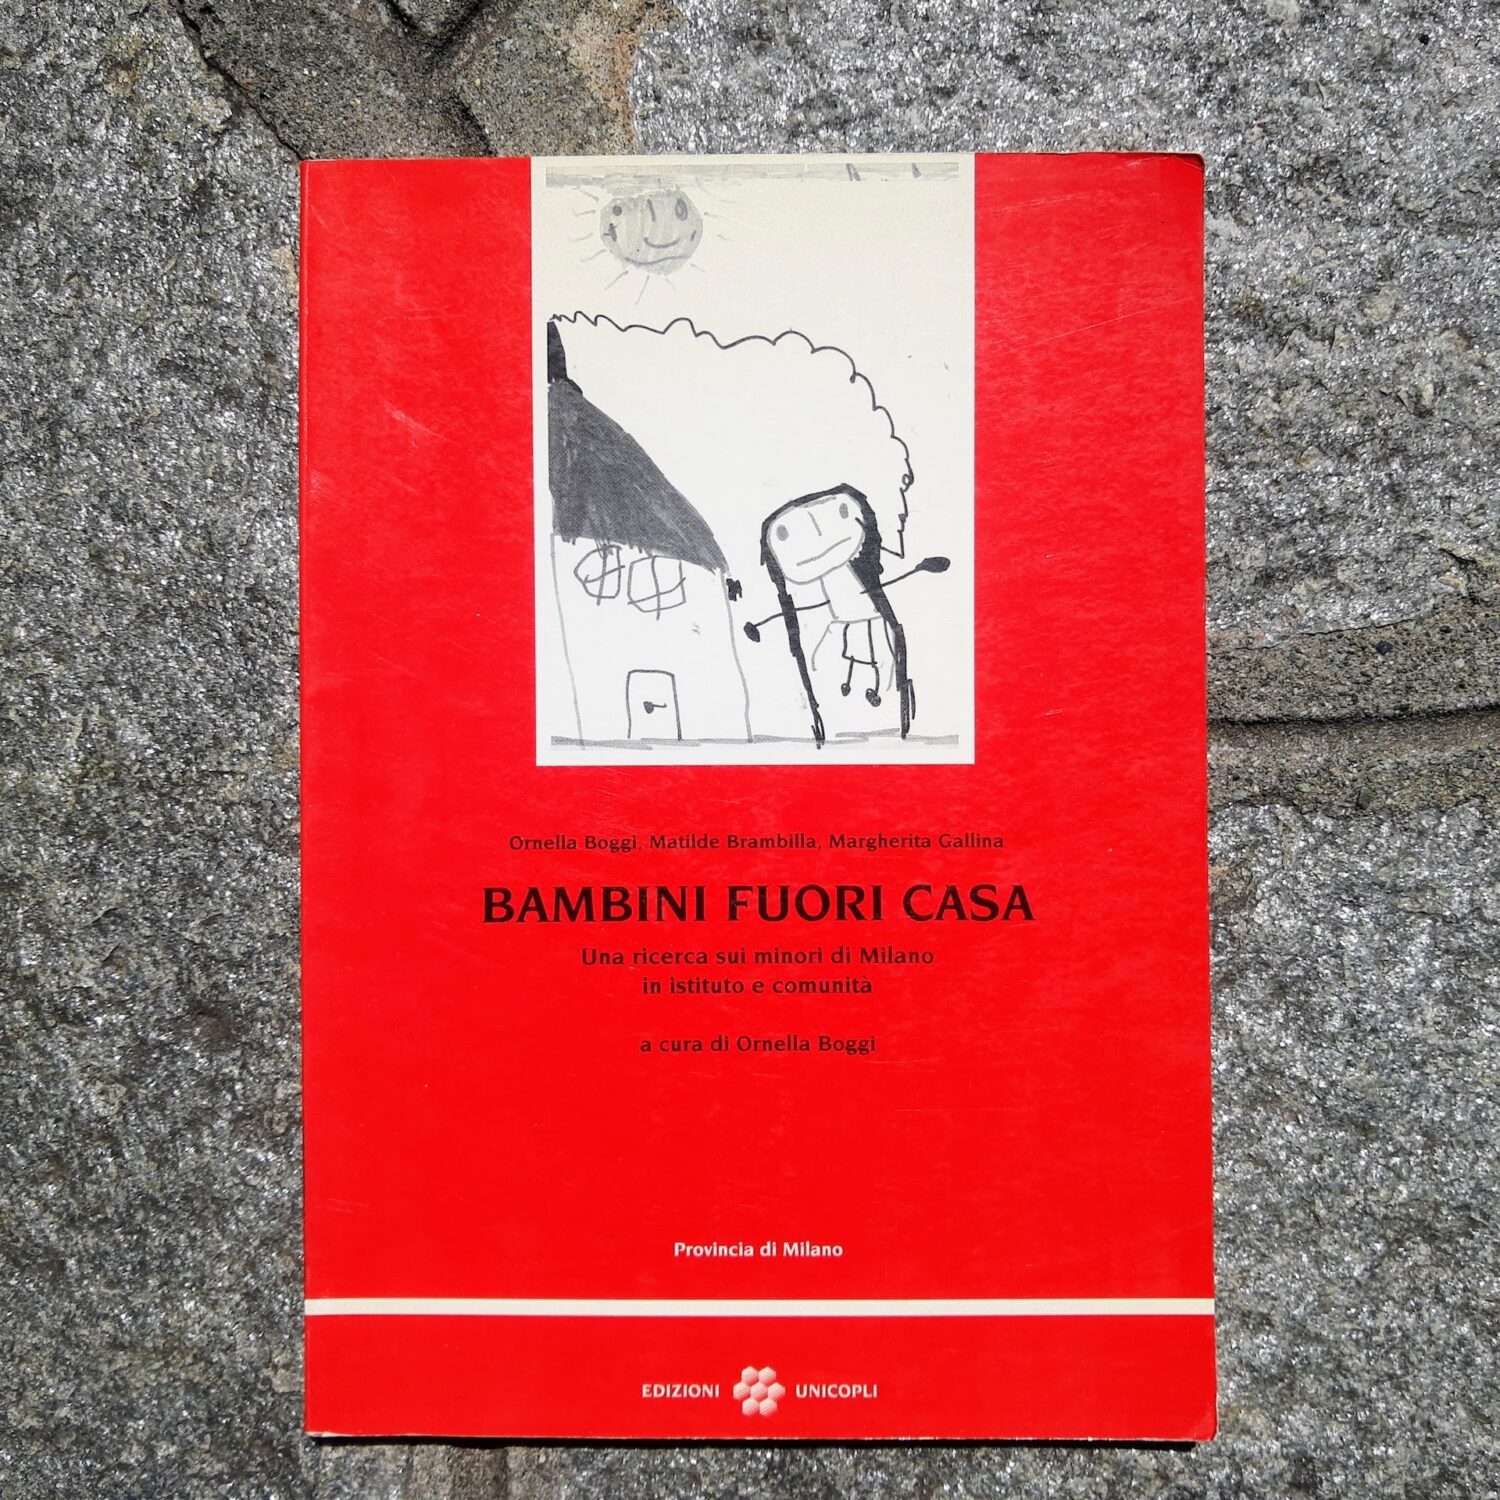 Ornella Boggi, Matilde Brambilla, Margherita Gallina
BAMBINI FUORI CASA
Una ricerca sui minori di Milano
in istituto e comunità
a cura di Ornella Boggi
Provincia di Milano
EDIZIONI UNICOPLI